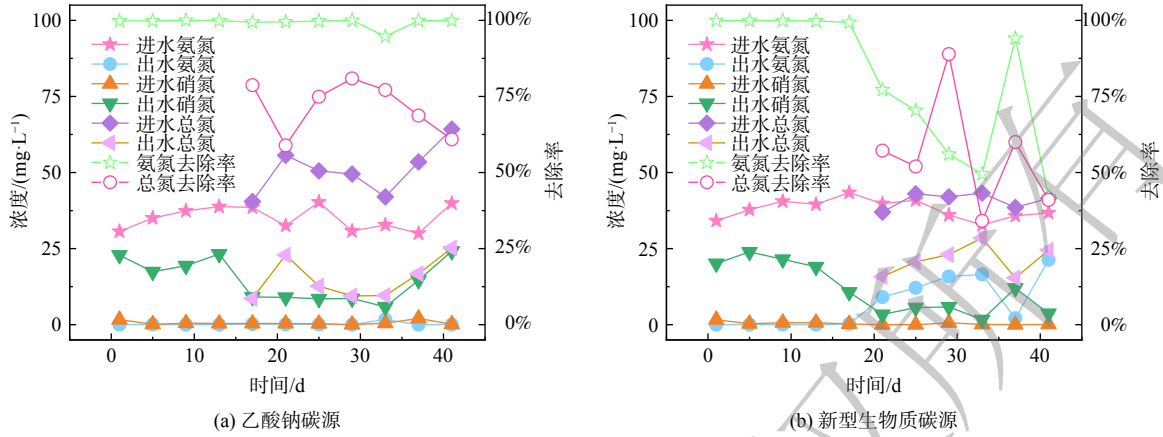 100
75
50
25
0
浓度/(mg·L⁻¹)
100%
75%
50%
25%
0%
去除率
进水氨氮
出水氨氮
进水硝氮
出水硝氮
进水总氮
出水总氮
氨氮去除率
总氮去除率
0 10 20 30 40
时间/d
(a) 乙酸钠碳源
100
75
50
25
0
浓度/(mg·L⁻¹)
100%
75%
50%
25%
0%
去除率
进水氨氮
出水氨氮
进水硝氮
出水硝氮
进水总氮
出水总氮
氨氮去除率
总氮去除率
0 10 20 30 40
时间/d
(b) 新型生物质碳源